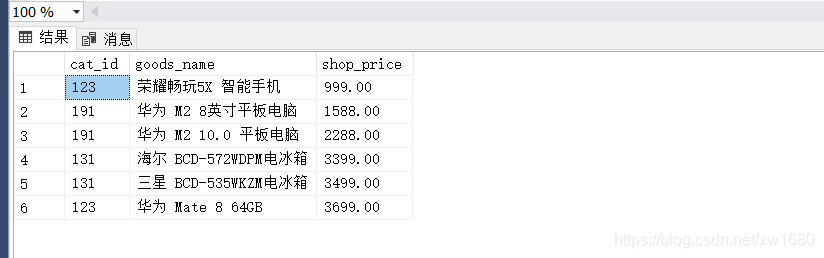 100 %
结果 消息
cat_id goods_name shop_price
1 123 荣耀畅玩5X 智能手机 999.00
2 191 华为 M2 8英寸平板电脑 1588.00
3 191 华为 M2 10.0 平板电脑 2288.00
4 131 海尔 BCD-572WDPM电冰箱 3399.00
5 131 三星 BCD-535WKZM电冰箱 3499.00
6 123 华为 Mate 8 64GB 3699.00
https://blog.csdn.net/xw1680